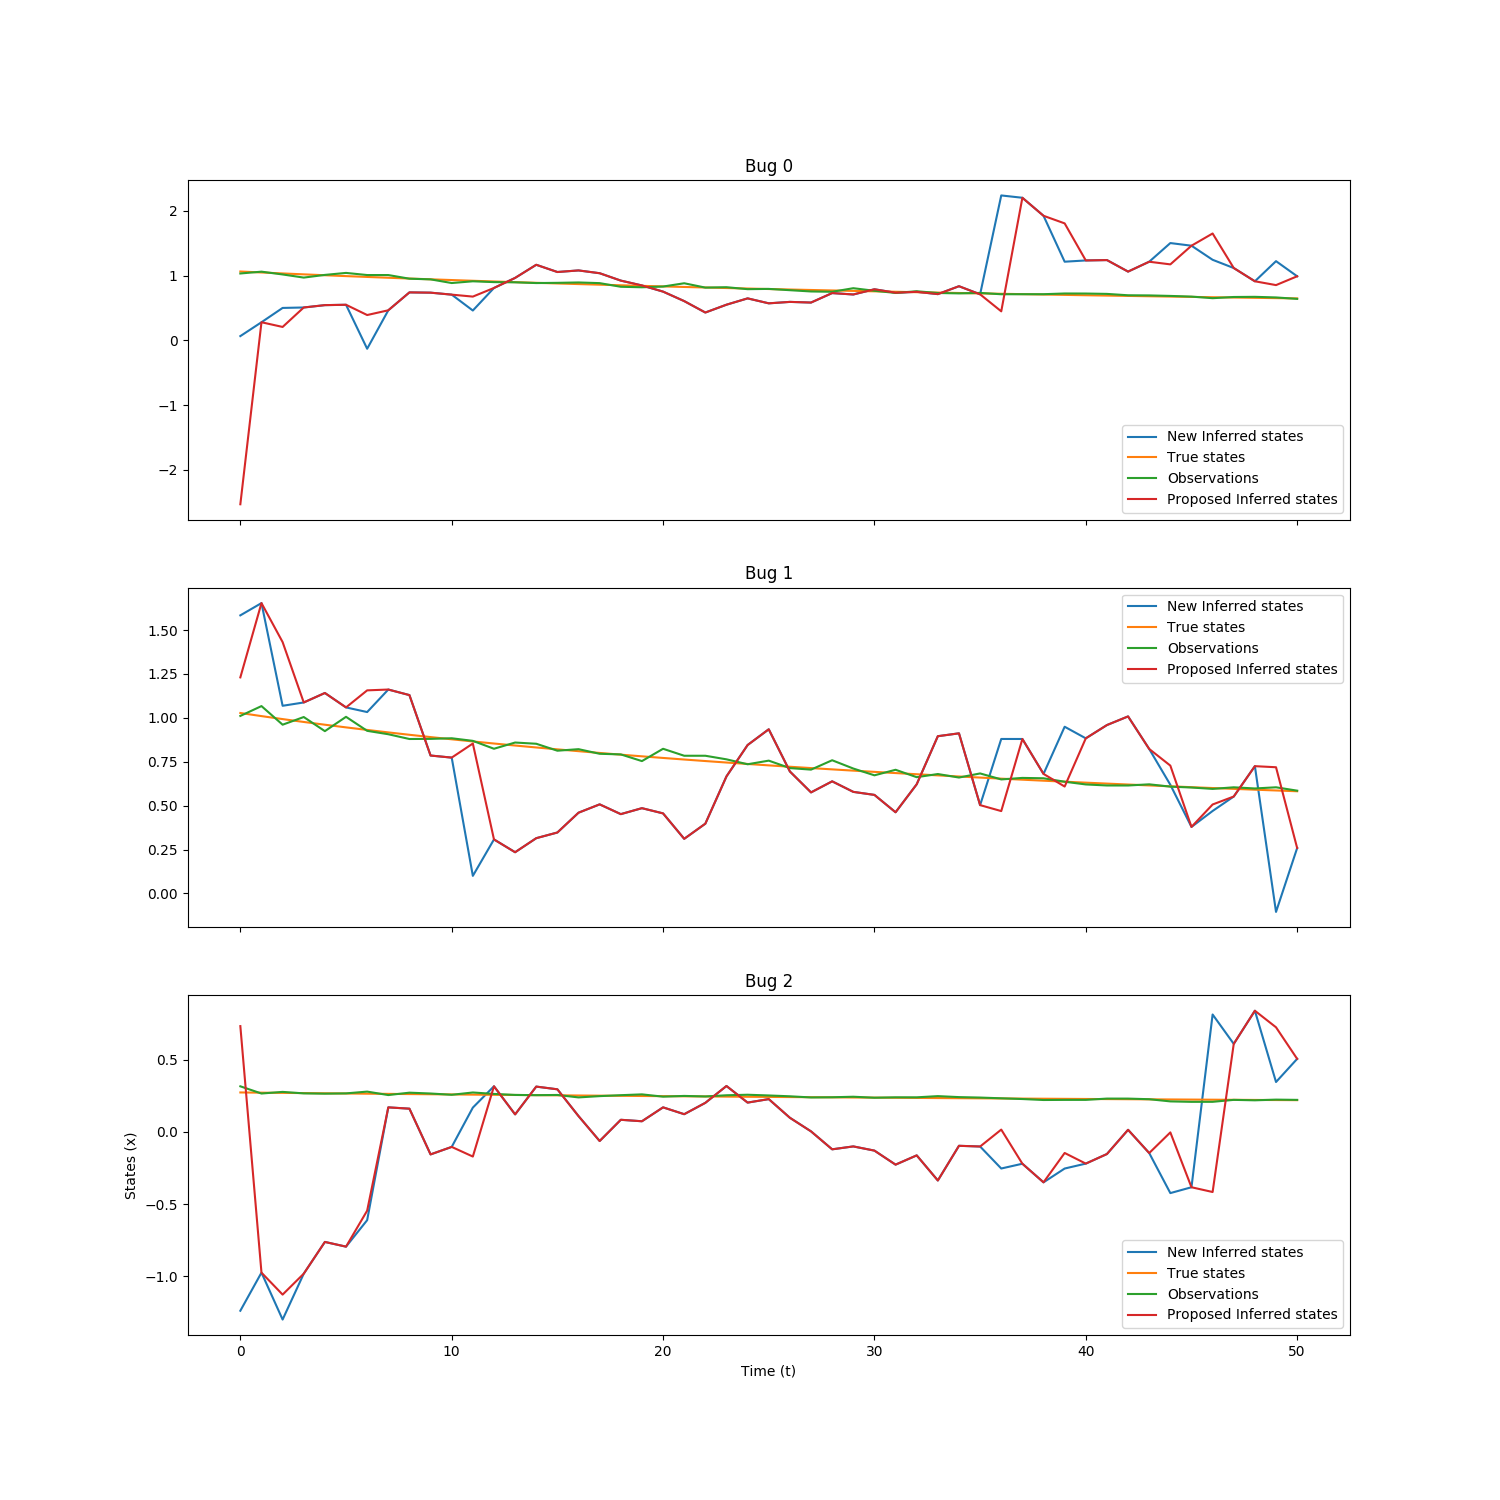 Bug 0
2
1
0
−1
−2
New Inferred states
True states
Observations
Proposed Inferred states
Bug 1
1.50
1.25
1.00
0.75
0.50
0.25
0.00
New Inferred states
True states
Observations
Proposed Inferred states
Bug 2
0.5
0.0
−0.5
−1.0
States (x)
New Inferred states
True states
Observations
Proposed Inferred states
0 10 20 30 40 50
Time (t)